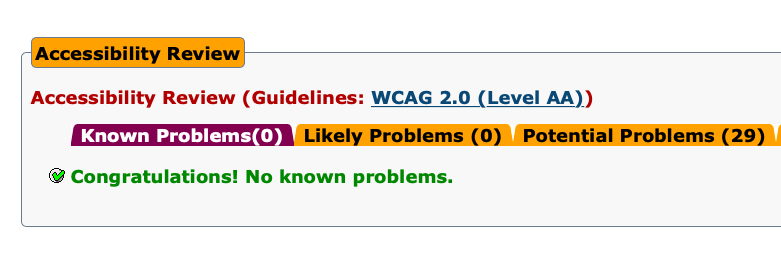 Accessibility Review
Accessibility Review (Guidelines: WCAG 2.0 (Level AA))
Known Problems(0) Likely Problems (0) Potential Problems (29)
Congratulations! No known problems.